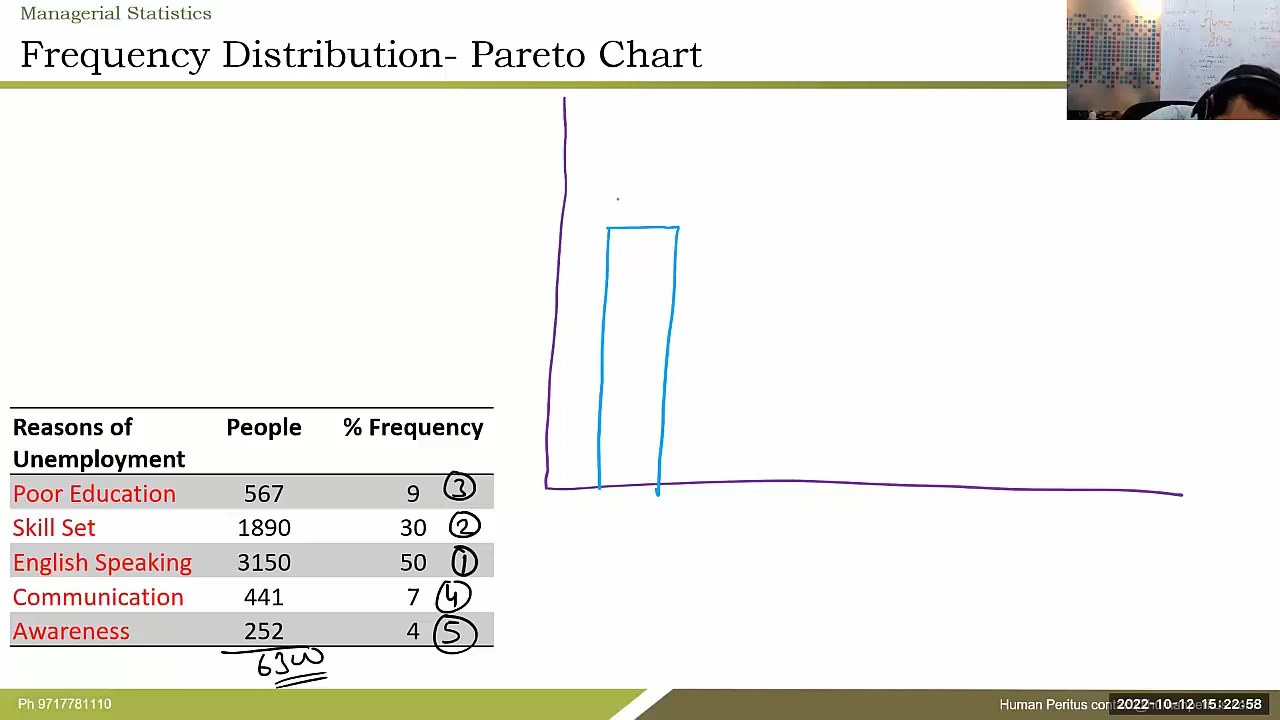 Managerial Statistics
Frequency Distribution- Pareto Chart
Reasons of Unemployment People % Frequency
Poor Education 567 9 3
Skill Set 1890 30 2
English Speaking 3150 50 1
Communication 441 7 4
Awareness 252 4 5
6300
Ph 9717781110
Human Peritus 2022-10-12 15:22:58